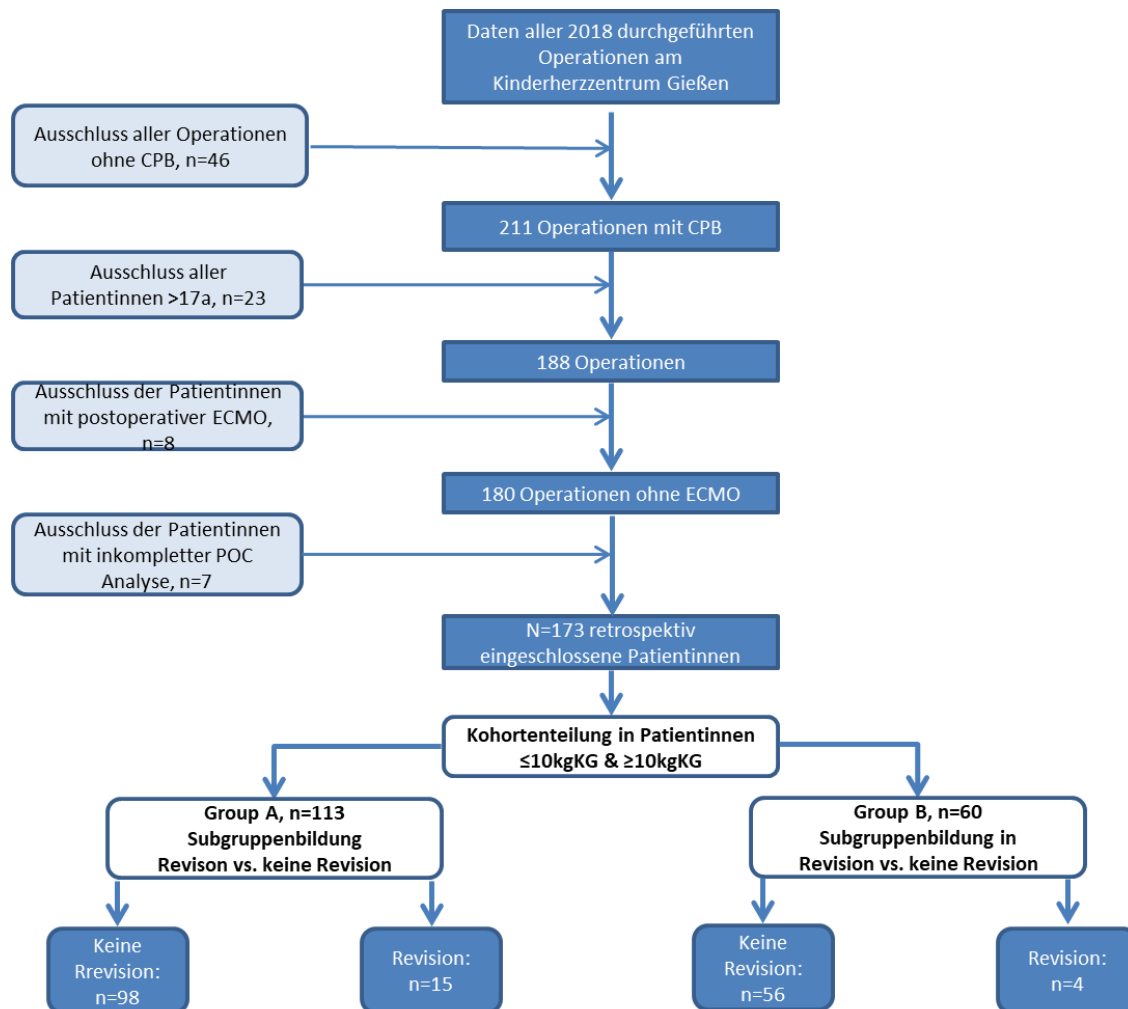 Daten aller 2018 durchgeführten
Operationen am
Kinderherzzentrum Gießen
Ausschluss aller Operationen
ohne CPB, n=46
211 Operationen mit CPB
Ausschluss aller
Patientinnen >17a, n=23
188 Operationen
Ausschluss der Patientinnen
mit postoperativer ECMO,
n=8
180 Operationen ohne ECMO
Ausschluss der Patientinnen
mit inkompletter POC
Analyse, n=7
N=173 retrospektiv
eingeschlossene Patientinnen
Kohortenteilung in Patientinnen
≤10kgKG & ≥10kgKG
Group A, n=113
Subgruppenbildung
Revison vs. keine Revision
Group B, n=60
Subgruppenbildung in
Revision vs. keine Revision
Keine
Rrevision:
n=98
Revision:
n=15
Keine
Revision:
n=56
Revision:
n=4